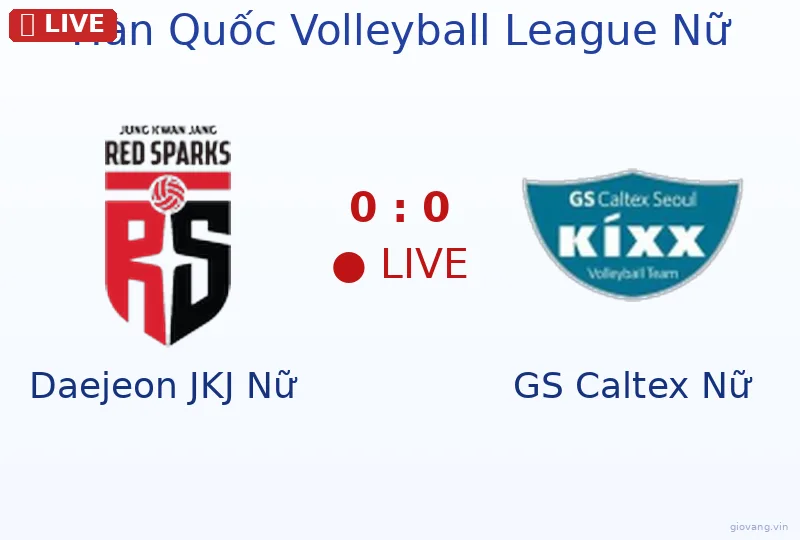 LIVE
Hàn Quốc Volleyball League Nữ
JUNG KWAN JANG
RED SPARKS
RS
GS Caltex Seoul
KÍXX
Volleyball Team
0 : 0
● LIVE
Daejeon JKJ Nữ
GS Caltex Nữ
giovang.vin